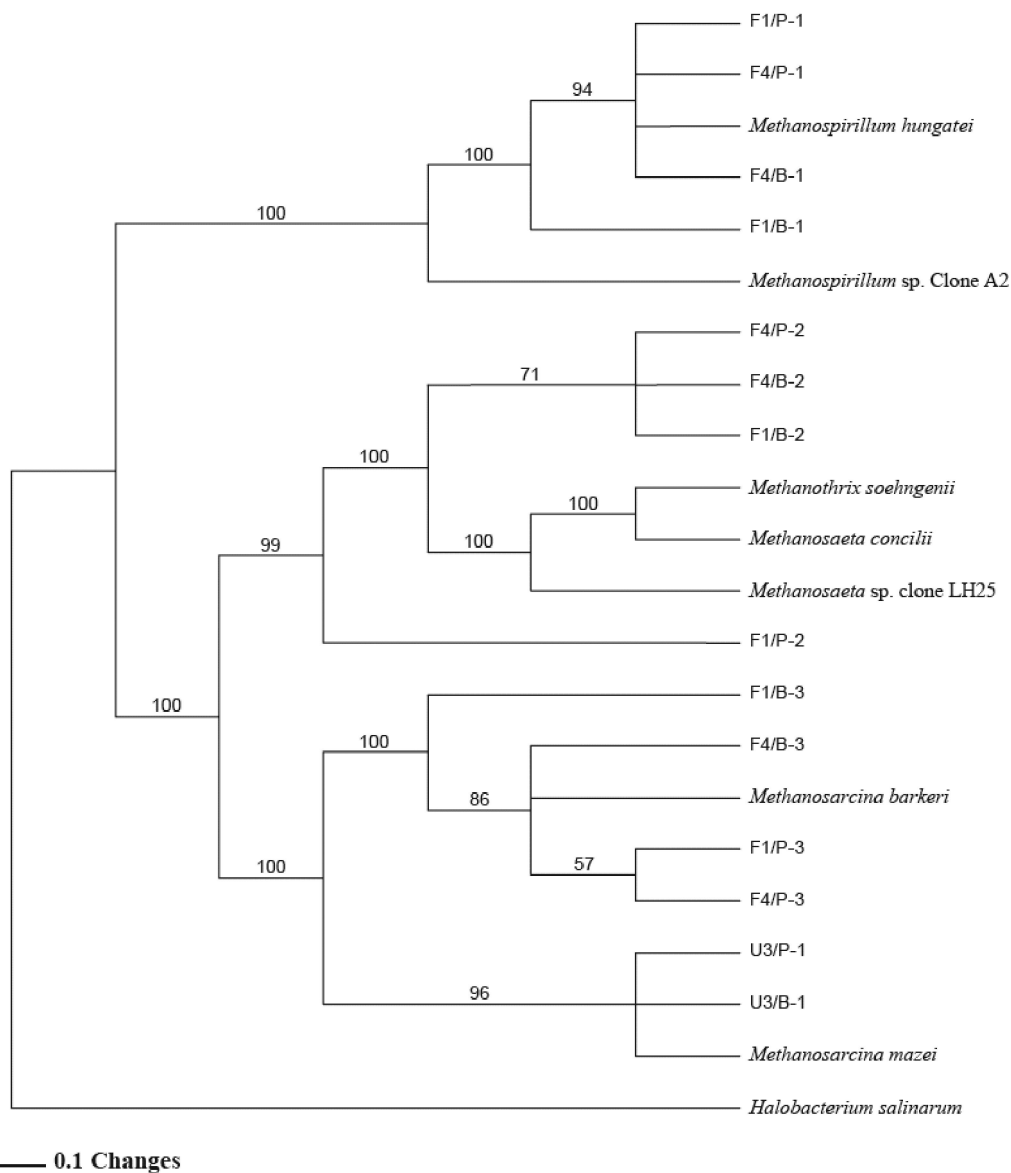 F1/P-1
F4/P-1
94
Methanospirillum hungatei
100
F4/B-1
100
F1/B-1
Methanospirillum sp. Clone A2
F4/P-2
71
F4/B-2
F1/B-2
100
Methanothrix soehngenii
100
Methanosaeta concilii
99
100
Methanosaeta sp. clone LH25
F1/P-2
F1/B-3
100
100
F4/B-3
86
Methanosarcina barkeri
F1/P-3
100
57
F4/P-3
U3/P-1
96
U3/B-1
Methanosarcina mazei
Halobacterium salinarum
0.1 Changes